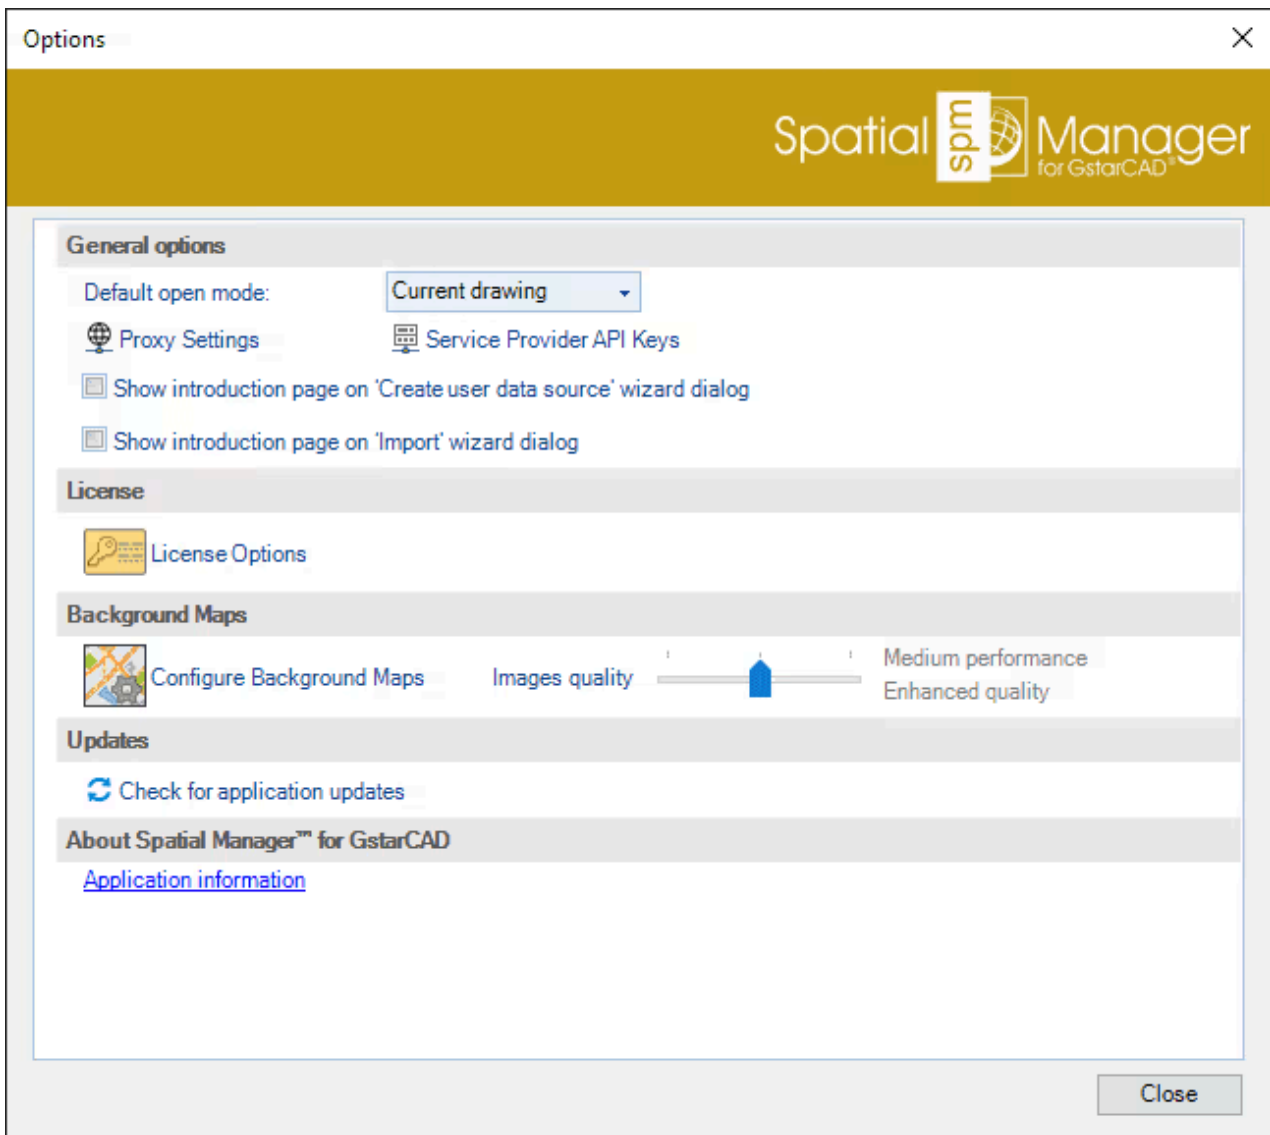 Options
Spatial spm Manager
for GstarCAD®
General options
Default open mode: Current drawing
Proxy Settings Service Provider API Keys
Show introduction page on 'Create user data source' wizard dialog
Show introduction page on 'Import' wizard dialog
License
License Options
Background Maps
Configure Background Maps Images quality Medium performance
Enhanced quality
Updates
Check for application updates
About Spatial Manager™ for GstarCAD
Application information
Close